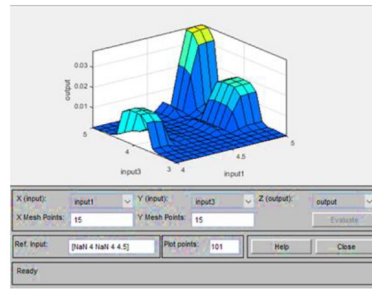 0.03
0.02
0.01
output
5
4
3
input3
4
4.5
5
input1
X (input): input1 Y (input): input3 Z (output): output
X Mesh Points: 15 Y Mesh Points: 15 Evaluate
Ref. Input: [NaN 4 NaN 4 4.5] Plot points: 101 Help Close
Ready